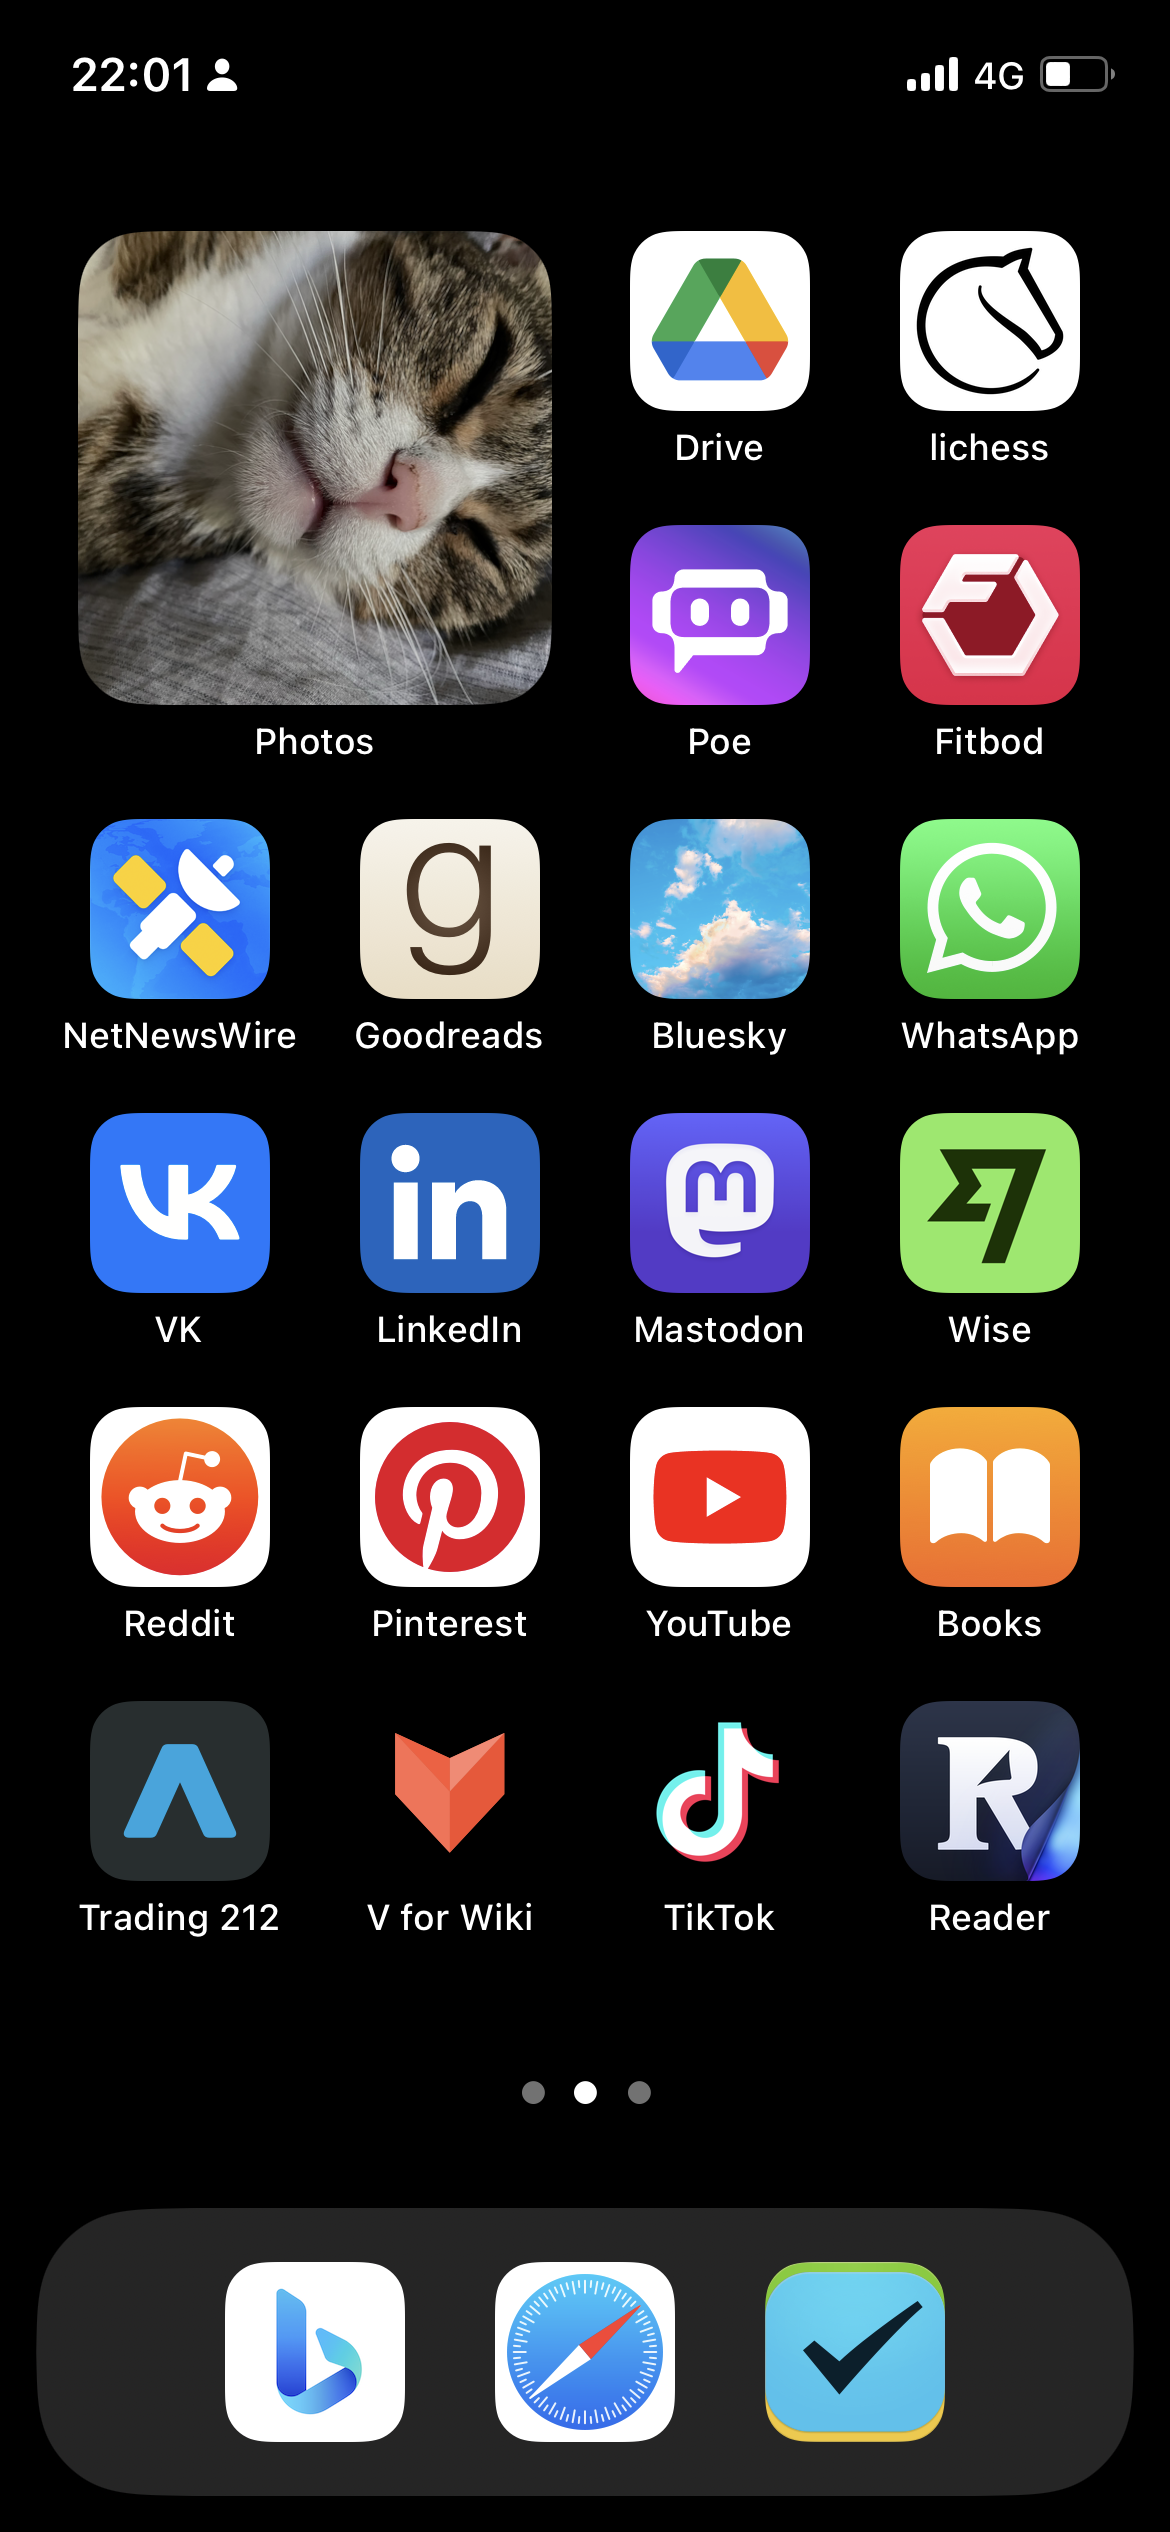 22:01 4G
Drive lichess
Photos Poe Fitbod
NetNewsWire Goodreads Bluesky WhatsApp
VK LinkedIn Mastodon Wise
Reddit Pinterest YouTube Books
Trading 212 V for Wiki TikTok Reader